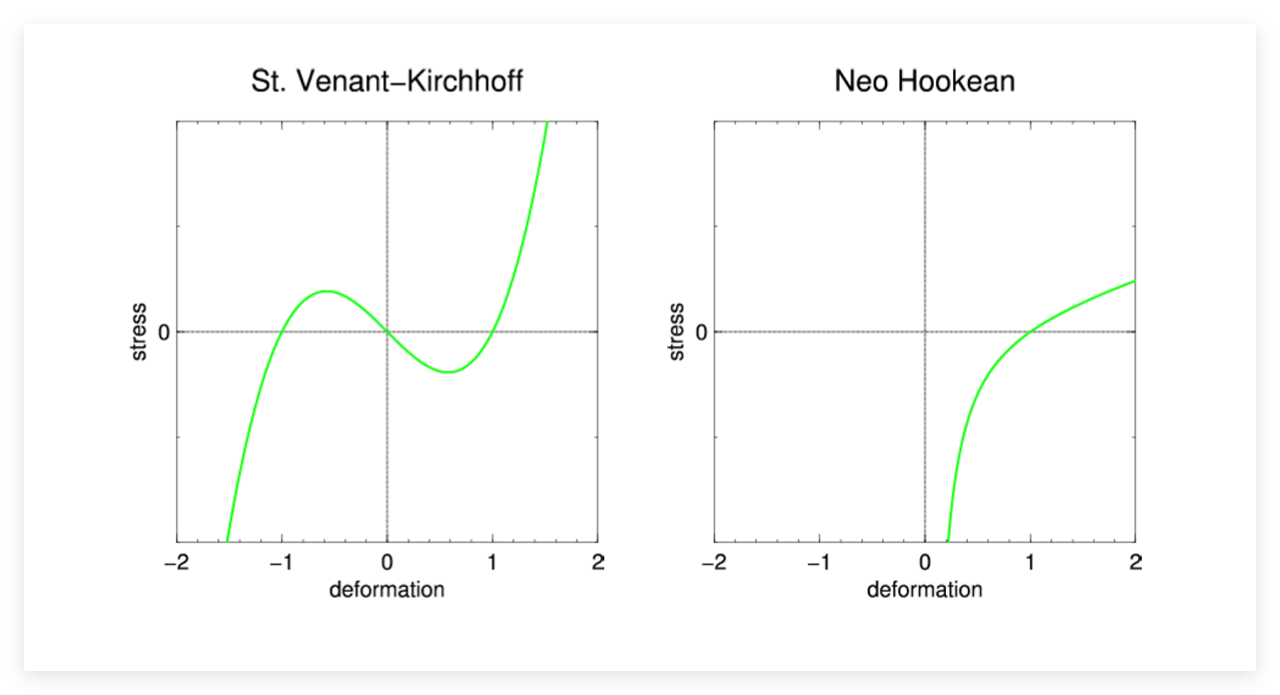 St. Venant–Kirchhoff
stress
0
−2 −1 0 1 2
deformation
Neo Hookean
stress
0
−2 −1 0 1 2
deformation